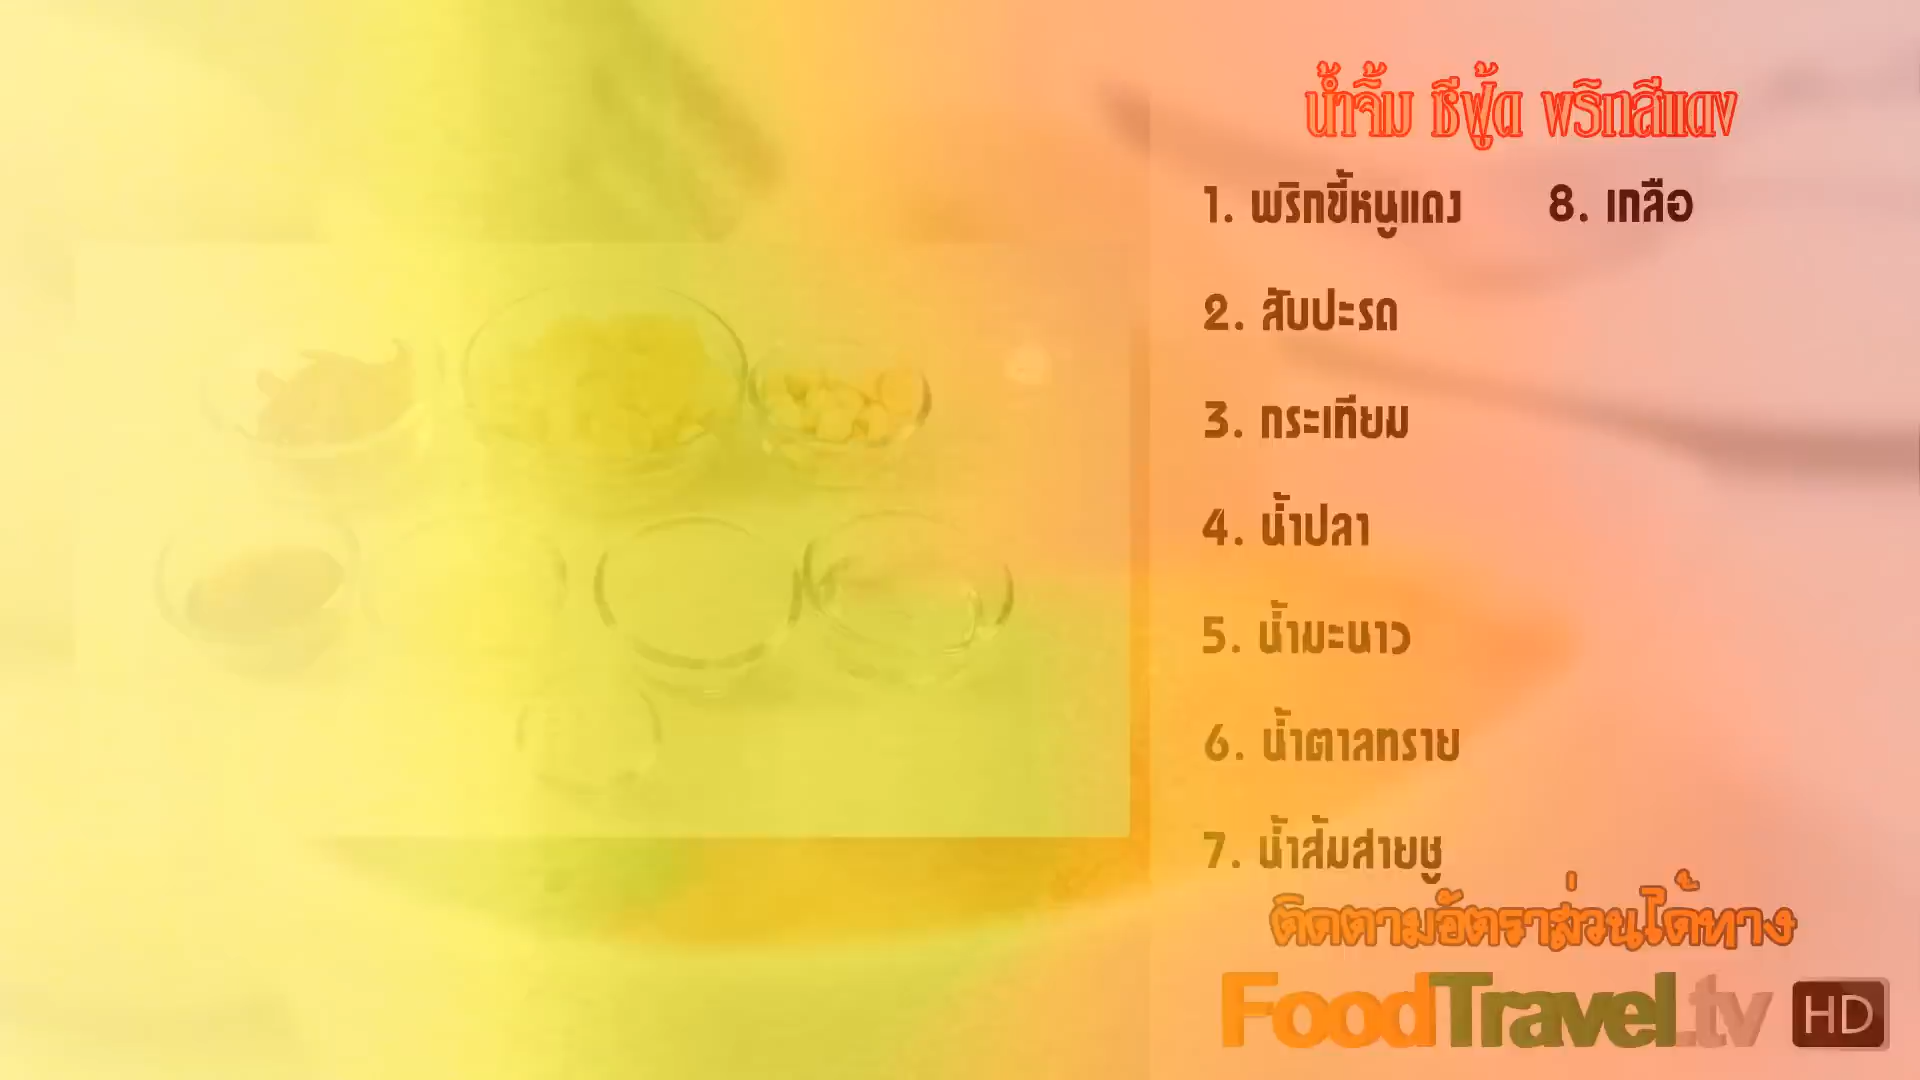 น้ำจิ้ม ซีฟู้ด พริกสีแดง
1. พริกขี้หนูแดง
2. สับปะรด
3. กระเทียม
4. น้ำปลา
5. น้ำมะนาว
6. น้ำตาลทราย
7. น้ำส้มสายชู
8. เกลือ
ติดตามอัตราส่วนได้ทาง
FoodTravel.tv HD